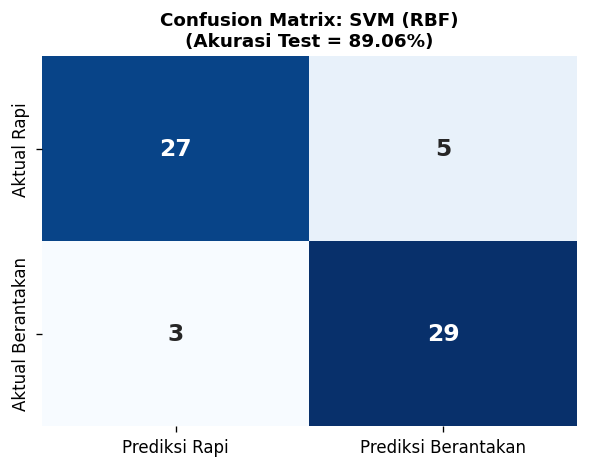 Confusion Matrix: SVM (RBF)
(Akurasi Test = 89.06%)
Aktual Rapi
27
5
Aktual Berantakan
3
29
Prediksi Rapi
Prediksi Berantakan